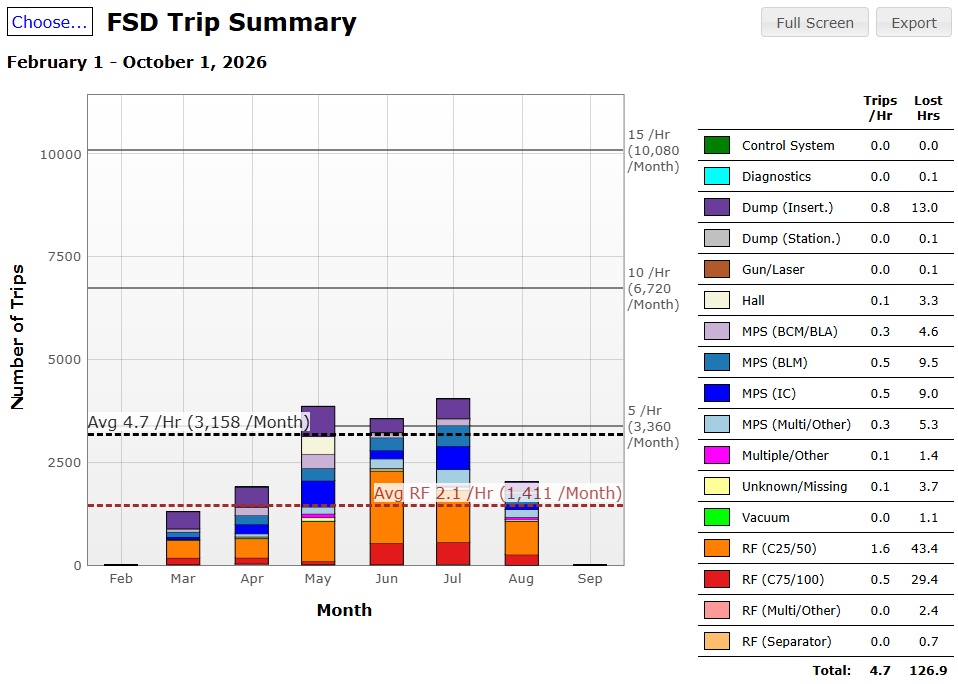 Choose...
FSD Trip Summary
Full Screen
Export
February 1 - October 1, 2026
Number of Trips
10000
7500
5000
2500
0
15 /Hr
(10,080
/Month)
10 /Hr
(6,720
/Month)
5 /Hr
(3,360
/Month)
Avg 4.7 /Hr (3,158 /Month)
Avg RF 2.1 /Hr (1,411 /Month)
Feb Mar Apr May Jun Jul Aug Sep
Month
Trips Lost
/Hr Hrs
Control System 0.0 0.0
Diagnostics 0.0 0.1
Dump (Insert.) 0.8 13.0
Dump (Station.) 0.0 0.1
Gun/Laser 0.0 0.1
Hall 0.1 3.3
MPS (BCM/BLA) 0.3 4.6
MPS (BLM) 0.5 9.5
MPS (IC) 0.5 9.0
MPS (Multi/Other) 0.3 5.3
Multiple/Other 0.1 1.4
Unknown/Missing 0.1 3.7
Vacuum 0.0 1.1
RF (C25/50) 1.6 43.4
RF (C75/100) 0.5 29.4
RF (Multi/Other) 0.0 2.4
RF (Separator) 0.0 0.7
Total: 4.7 126.9